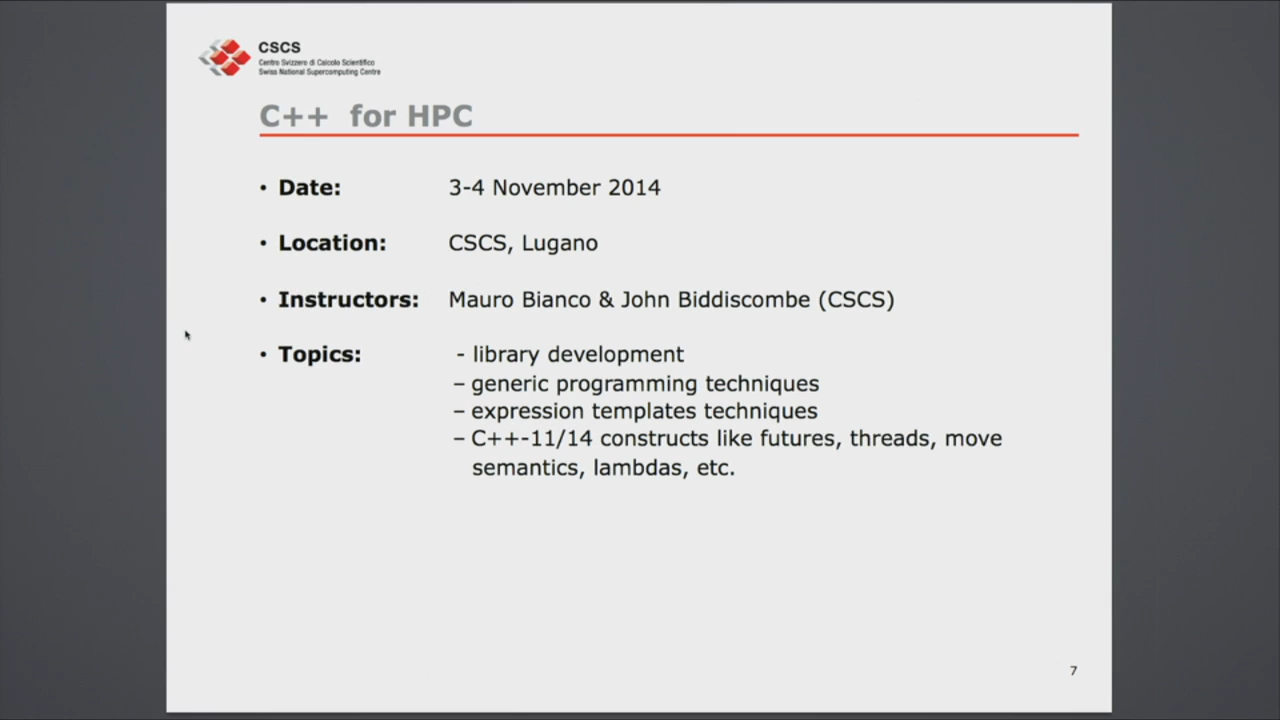 CSCS
Centro Svizzero di Calcolo Scientifico
Swiss National Supercomputing Centre
C++ for HPC
• Date: 3-4 November 2014
• Location: CSCS, Lugano
• Instructors: Mauro Bianco & John Biddiscombe (CSCS)
• Topics: - library development
– generic programming techniques
– expression templates techniques
– C++-11/14 constructs like futures, threads, move
semantics, lambdas, etc.
7